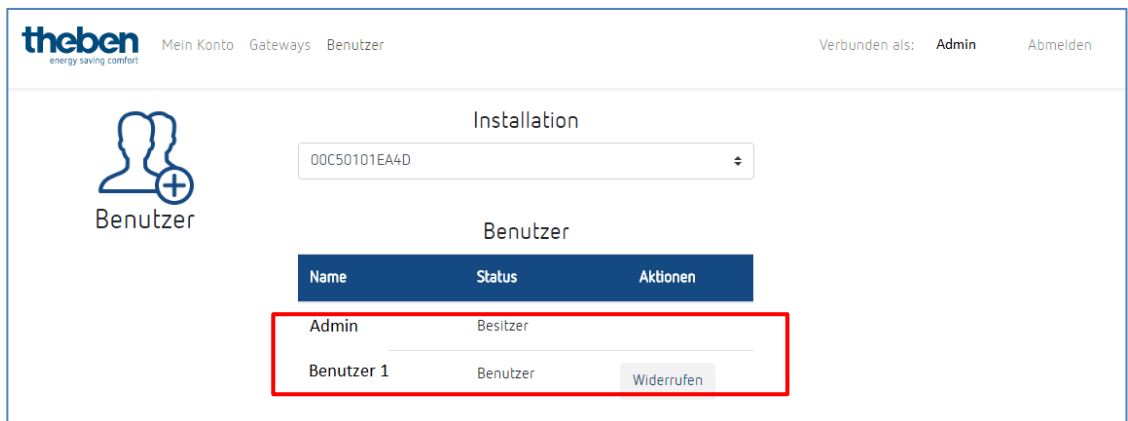 theben
energy saving comfort
Mein Konto Gateways Benutzer
Verbunden als: Admin Abmelden
Benutzer
Installation
00C50101EA4D
Benutzer
Name Status Aktionen
Admin Besitzer
Benutzer 1 Benutzer Widerrufen